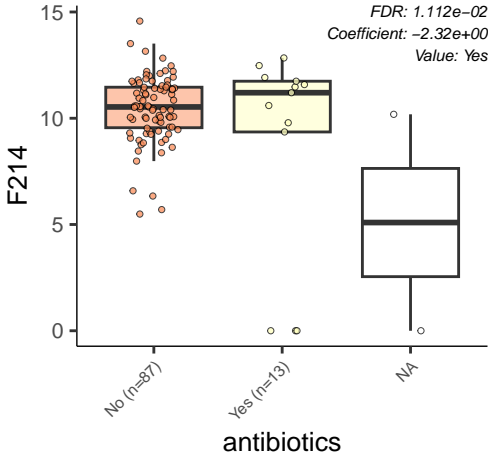 FDR: 1.112e−02
Coefficient: −2.32e+00
Value: Yes
15
10
5
0
F214
No (n=87)
Yes (n=13)
NA
antibiotics